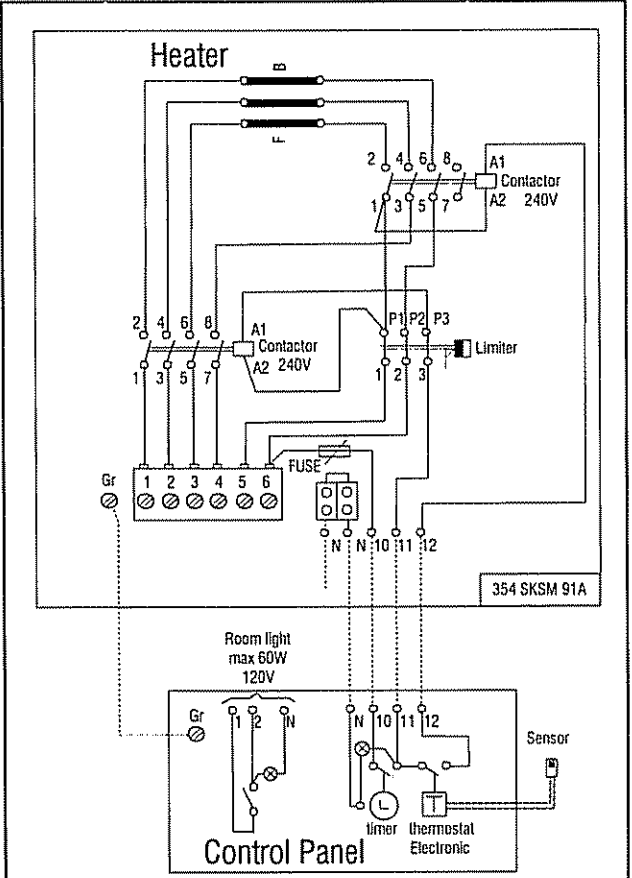 Heater
B
F
2 4 6 8
A1
Contactor
A2 240V
1 3 5 7
2 4 6 8
A1
Contactor
A2 240V
1 3 5 7
P1 P2 P3
Limiter
1 2 3
FUSE
Gr
1 2 3 4 5 6
N N 10 11 12
354 SKSM 91A
Room light
max 60W
120V
Gr
1 2 N
N 10 11 12
Sensor
T
timer
thermostat
Electronic
Control Panel